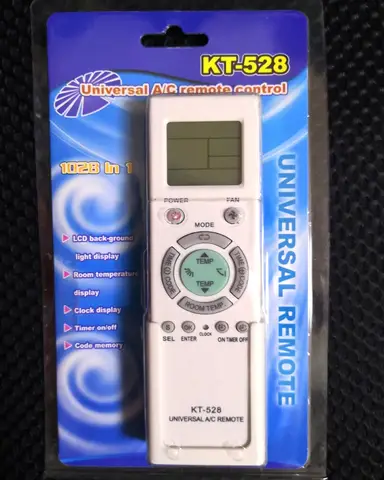 KT-528
Universal A/C remote control
1028 in 1
LCD back-ground
light display
Room temperature
display
Clock display
Timer on/off
Code memory
UNIVERSAL REMOTE
POWER
FAN
MODE
TEMP
TEMP
ROOM TEMP
SEL
ENTER
CLOCK
ON TIMER OFF
KT-528
UNIVERSAL A/C REMOTE